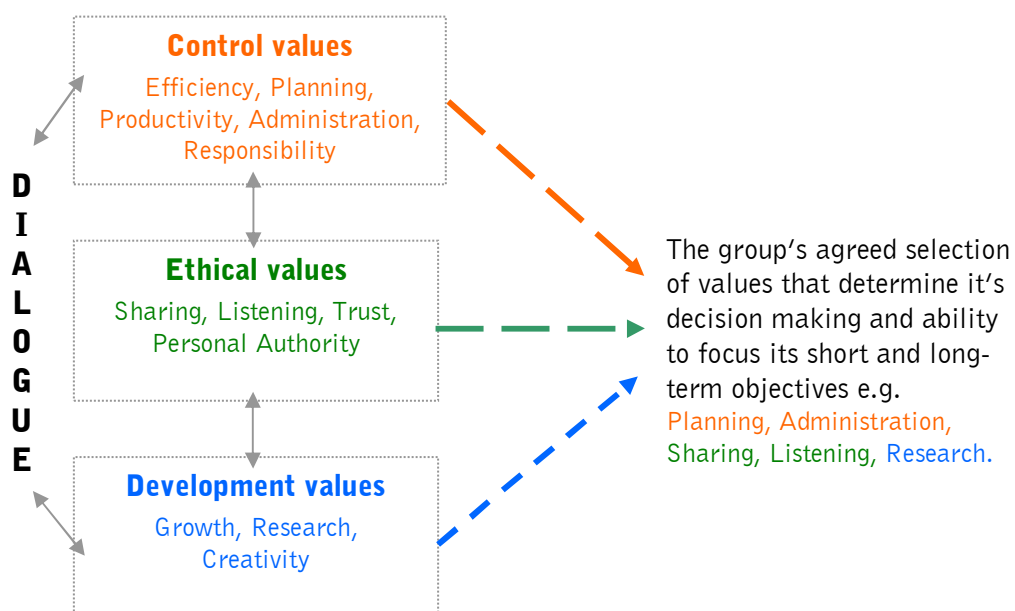 DIALOGUE
Control values
Efficiency, Planning,
Productivity, Administration,
Responsibility
Ethical values
Sharing, Listening, Trust,
Personal Authority
Development values
Growth, Research,
Creativity
The group's agreed selection
of values that determine it's
decision making and ability
to focus its short and long-
term objectives e.g.
Planning, Administration,
Sharing, Listening, Research.